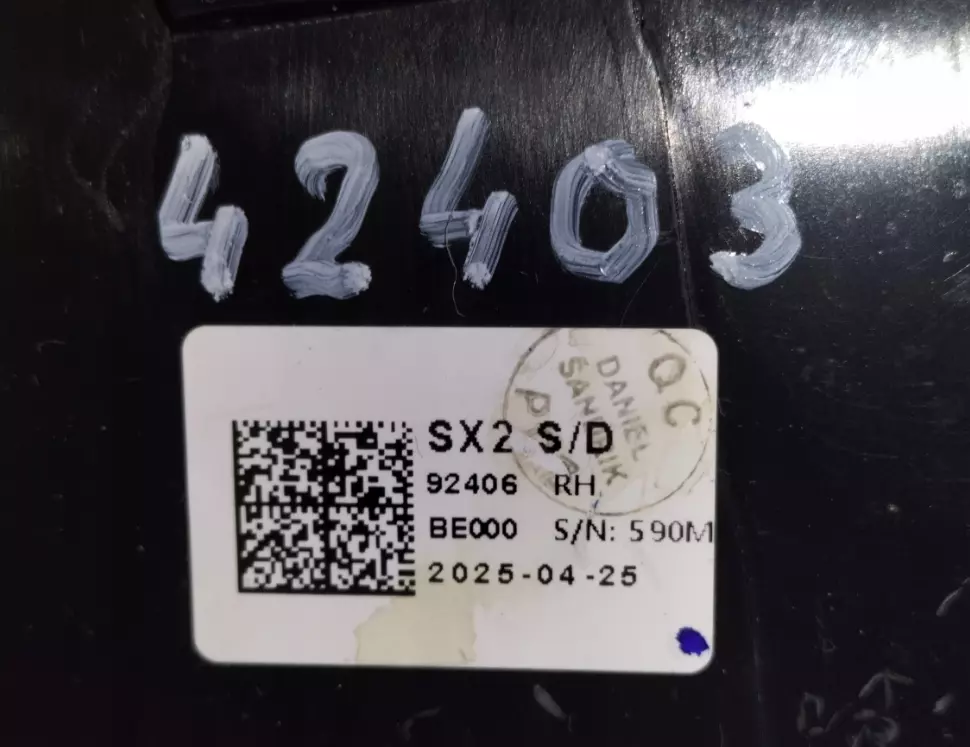 42403
QC
DANIEL
SX2 S/D
92406 RH
BE000 S/N: 590M
2025-04-25